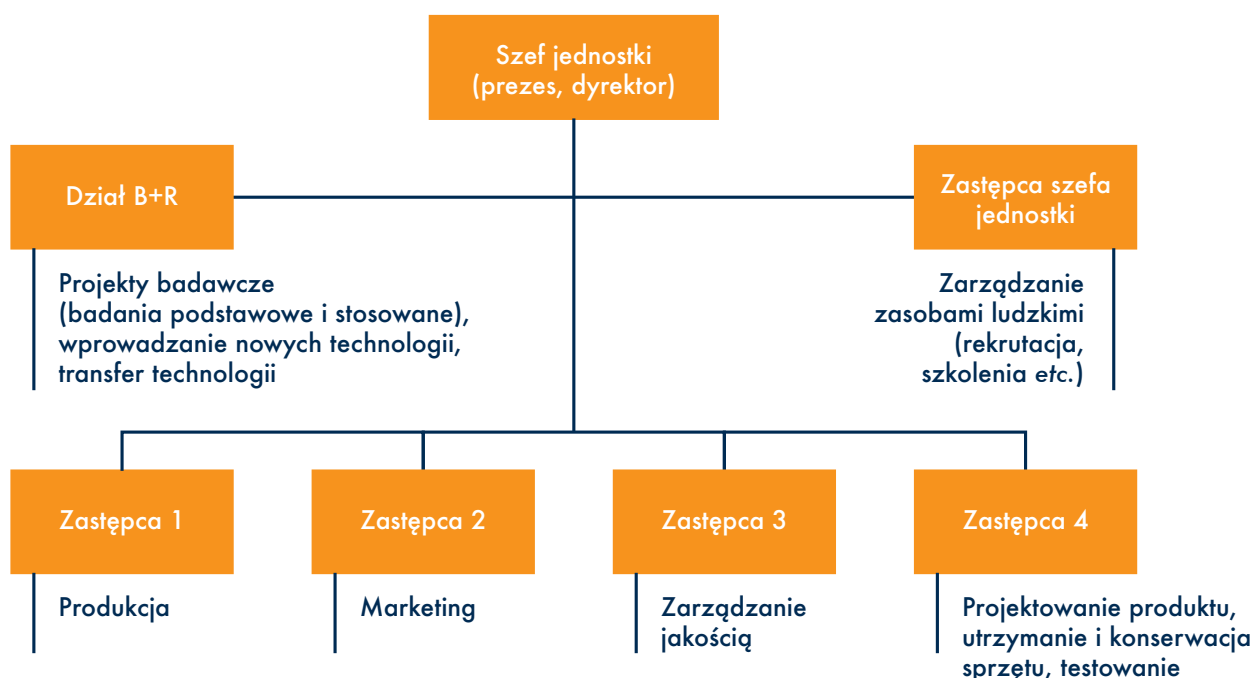 Szef jednostki
(prezes, dyrektor)
Dział B+R
Zastępca szefa
jednostki
Projekty badawcze
(badania podstawowe i stosowane),
wprowadzanie nowych technologii,
transfer technologii
Zarządzanie
zasobami ludzkimi
(rekrutacja,
szkolenia etc.)
Zastępca 1
Zastępca 2
Zastępca 3
Zastępca 4
Produkcja
Marketing
Zarządzanie
jakością
Projektowanie produktu,
utrzymanie i konserwacja
sprzętu, testowanie